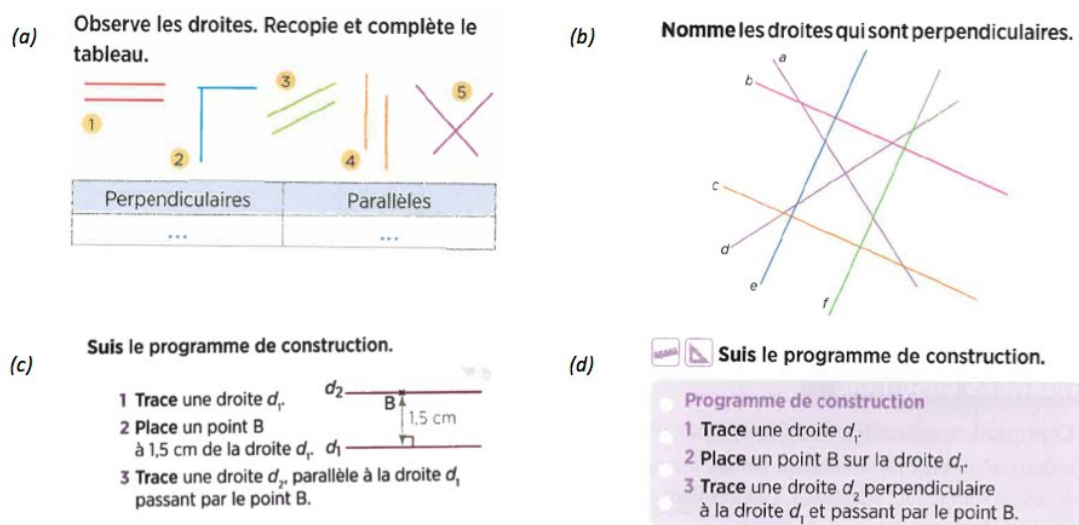 (a)
Observe les droites. Recopie et complète le
tableau.
1
2
3
4
5
Perpendiculaires Parallèles
... ...
(b)
Nomme les droites qui sont perpendiculaires.
a
b
c
d
e
f
(c)
Suis le programme de construction.
1 Trace une droite d₁.
2 Place un point B
à 1,5 cm de la droite d₁.
3 Trace une droite d₂, parallèle à la droite d₁
passant par le point B.
d₂
B
1,5 cm
d₁
(d)
Suis le programme de construction.
Programme de construction
1 Trace une droite d₁.
2 Place un point B sur la droite d₁.
3 Trace une droite d₂ perpendiculaire
à la droite d₁ et passant par le point B.